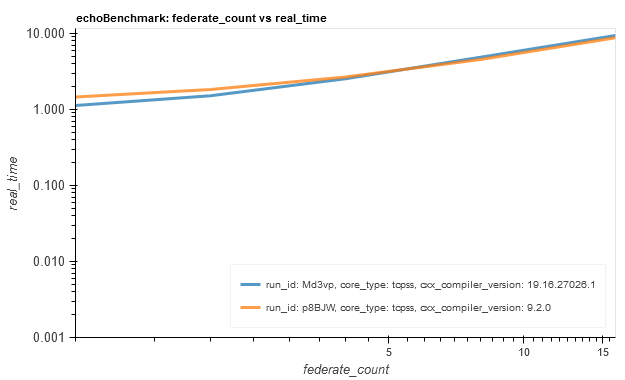 echoBenchmark: federate_count vs real_time
10.000
1.000
0.100
0.010
0.001
real_time
run_id: Md3vp, core_type: tcpss, cxx_compiler_version: 19.16.27026.1
run_id: p8BJW, core_type: tcpss, cxx_compiler_version: 9.2.0
5
10
15
federate_count